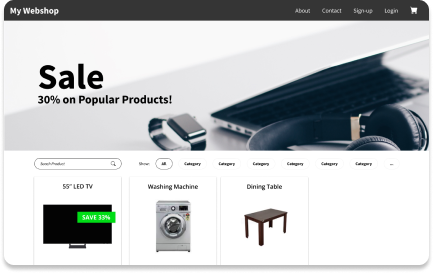 My Webshop
About Contact Sign-up Login
Sale
30% on Popular Products!
Search Product
Show: All Category Category Category Category Category Category ...
55" LED TV
Washing Machine
Dining Table
SAVE 33%